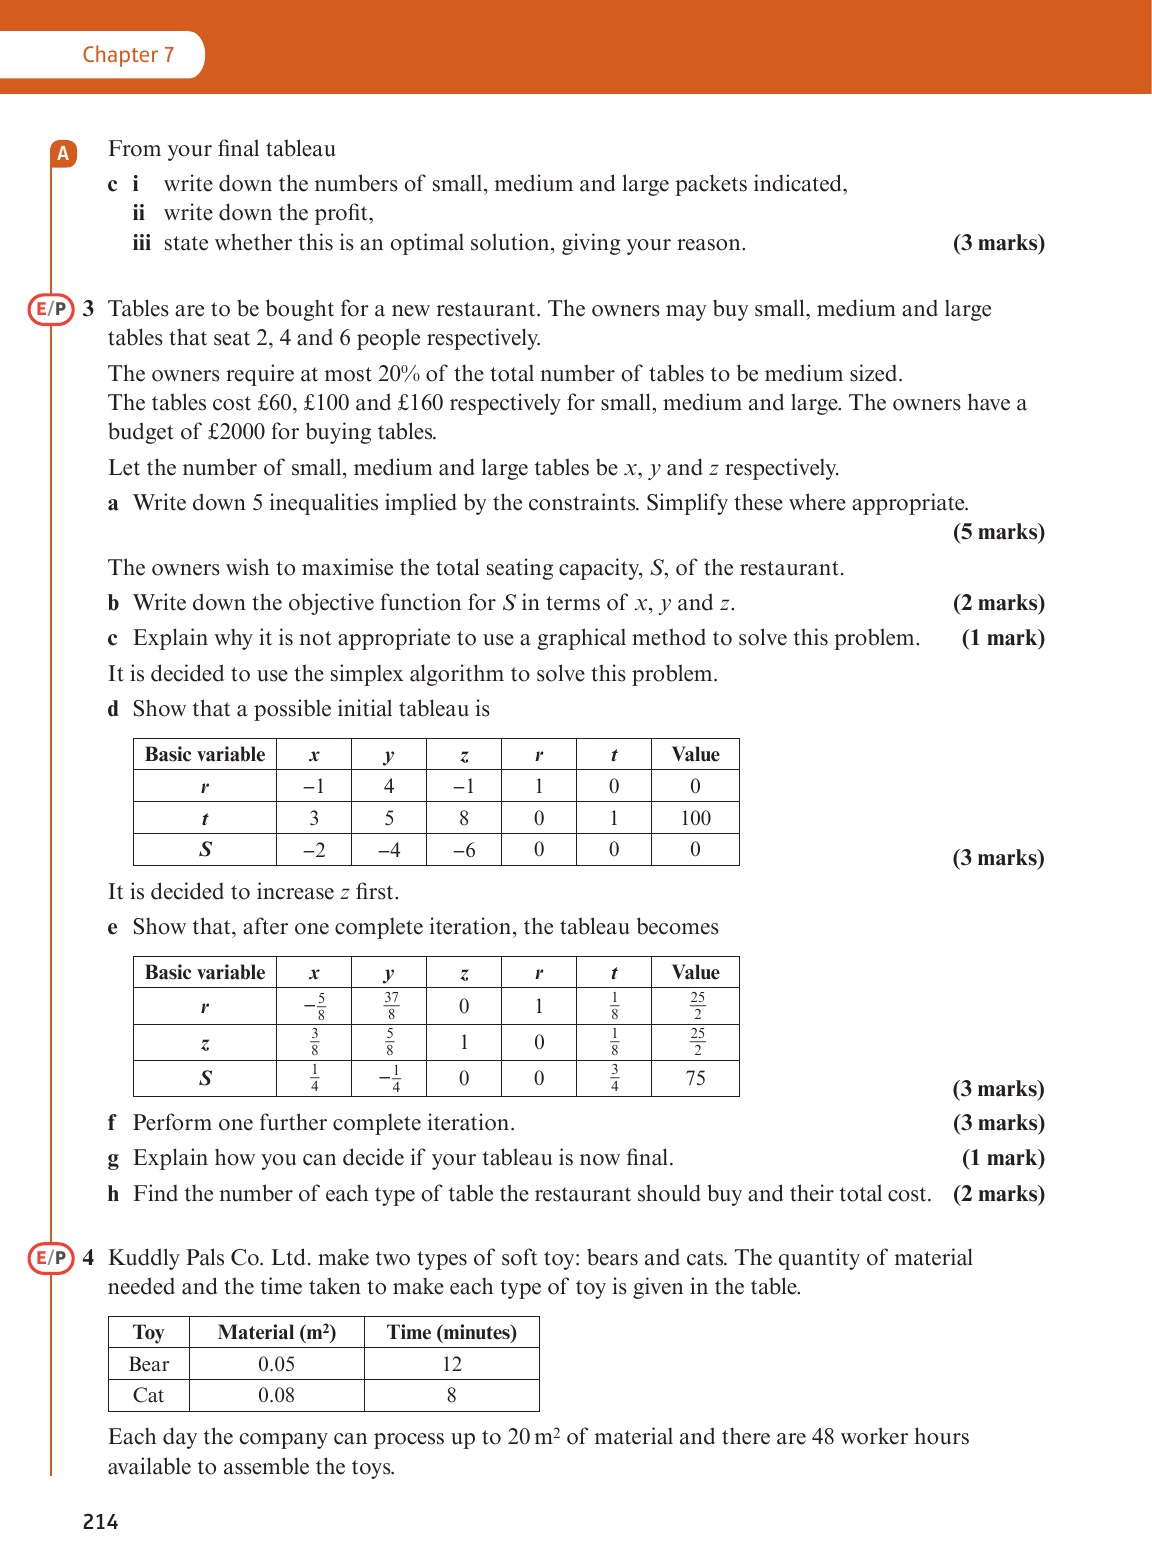 Chapter 7
A
From your final tableau
c i write down the numbers of small, medium and large packets indicated,
ii write down the profit,
iii state whether this is an optimal solution, giving your reason. (3 marks)
E/P 3 Tables are to be bought for a new restaurant. The owners may buy small, medium and large
tables that seat 2, 4 and 6 people respectively.
The owners require at most 20% of the total number of tables to be medium sized.
The tables cost £60, £100 and £160 respectively for small, medium and large. The owners have a
budget of £2000 for buying tables.
Let the number of small, medium and large tables be x, y and z respectively.
a Write down 5 inequalities implied by the constraints. Simplify these where appropriate.
(5 marks)
The owners wish to maximise the total seating capacity, S, of the restaurant.
b Write down the objective function for S in terms of x, y and z. (2 marks)
c Explain why it is not appropriate to use a graphical method to solve this problem. (1 mark)
It is decided to use the simplex algorithm to solve this problem.
d Show that a possible initial tableau is
Basic variable x y z r t Value
r −1 4 −1 1 0 0
t 3 5 8 0 1 100
S −2 −4 −6 0 0 0
(3 marks)
It is decided to increase z first.
e Show that, after one complete iteration, the tableau becomes
Basic variable x y z r t Value
r −5/8 37/8 0 1 1/8 25/2
z 3/8 5/8 1 0 1/8 25/2
S 1/4 −1/4 0 0 3/4 75
(3 marks)
f Perform one further complete iteration. (3 marks)
g Explain how you can decide if your tableau is now final. (1 mark)
h Find the number of each type of table the restaurant should buy and their total cost. (2 marks)
E/P 4 Kuddly Pals Co. Ltd. make two types of soft toy: bears and cats. The quantity of material
needed and the time taken to make each type of toy is given in the table.
Toy Material (m²) Time (minutes)
Bear 0.05 12
Cat 0.08 8
Each day the company can process up to 20 m² of material and there are 48 worker hours
available to assemble the toys.
214